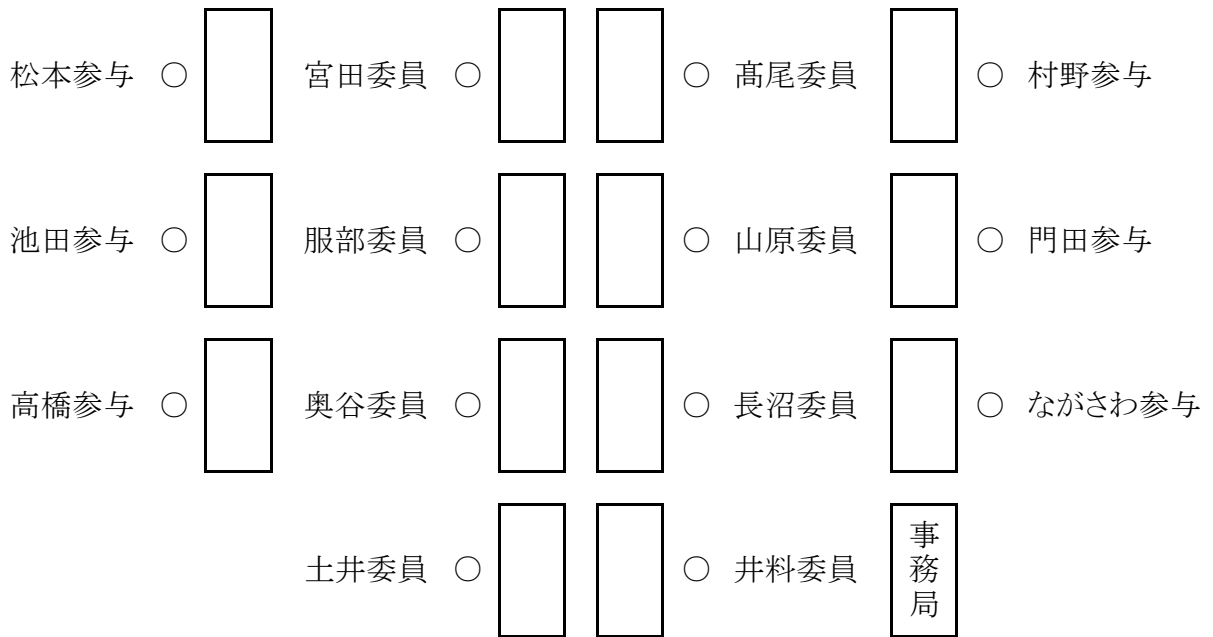 松本参与 ○ 宮田委員 ○ ○ 髙尾委員 ○ 村野参与
池田参与 ○ 服部委員 ○ ○ 山原委員 ○ 門田参与
高橋参与 ○ 奥谷委員 ○ ○ 長沼委員 ○ ながさわ参与
土井委員 ○ ○ 井料委員 事務局